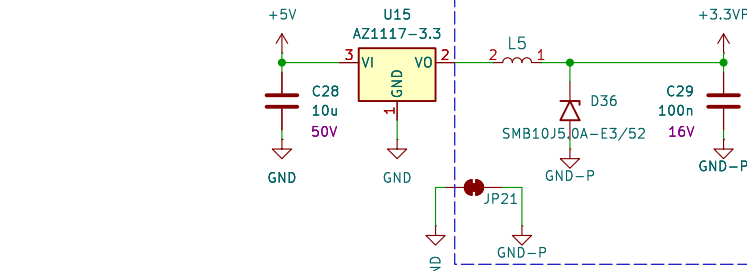 +5V
U15
+3.3VP
AZ1117-3.3
L5
3
VI
VO
2
2
1
GND
C28
10u
50V
1
D36
C29
100n
16V
SMB10J5.0A-E3/52
GND
GND
GND-P
GND-P
JP21
GND-P